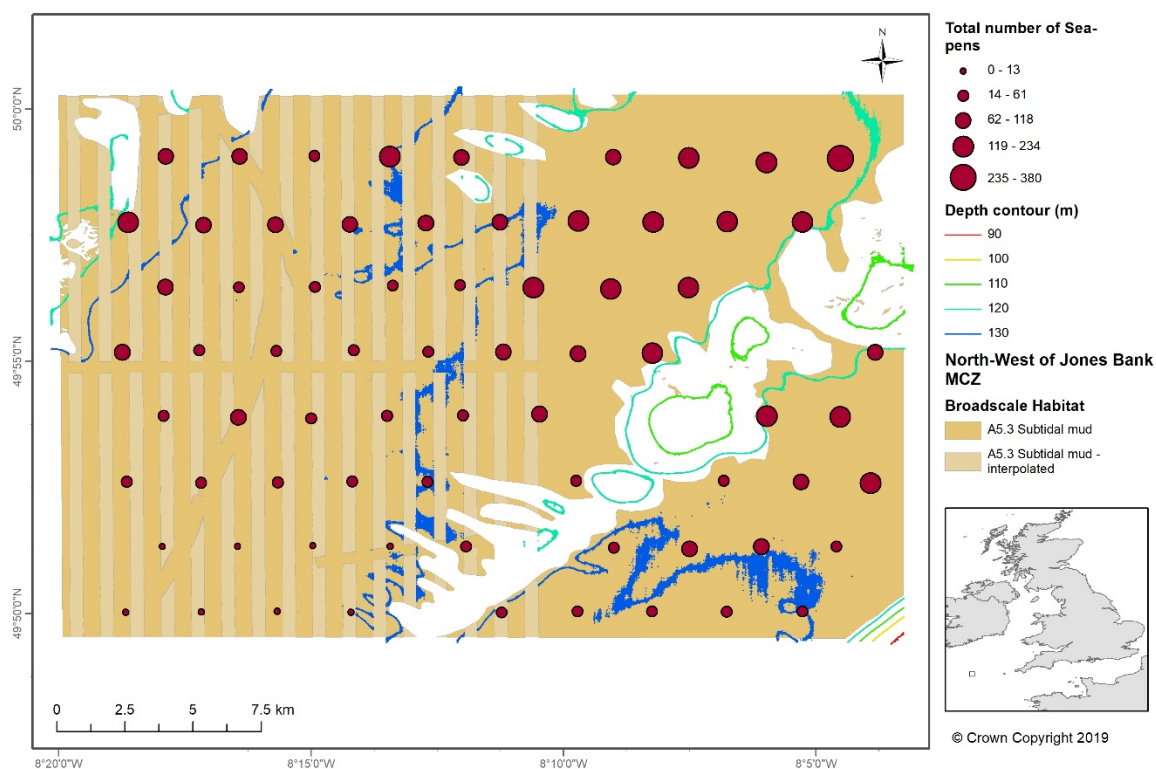 N
50°0'0"N
49°55'0"N
49°50'0"N
0 2.5 5 7.5 km
8°20'0"W 8°15'0"W 8°10'0"W 8°5'0"W
Total number of Sea-
pens
0 - 13
14 - 61
62 - 118
119 - 234
235 - 380
Depth contour (m)
90
100
110
120
130
North-West of Jones Bank
MCZ
Broadscale Habitat
A5.3 Subtidal mud
A5.3 Subtidal mud -
interpolated
© Crown Copyright 2019